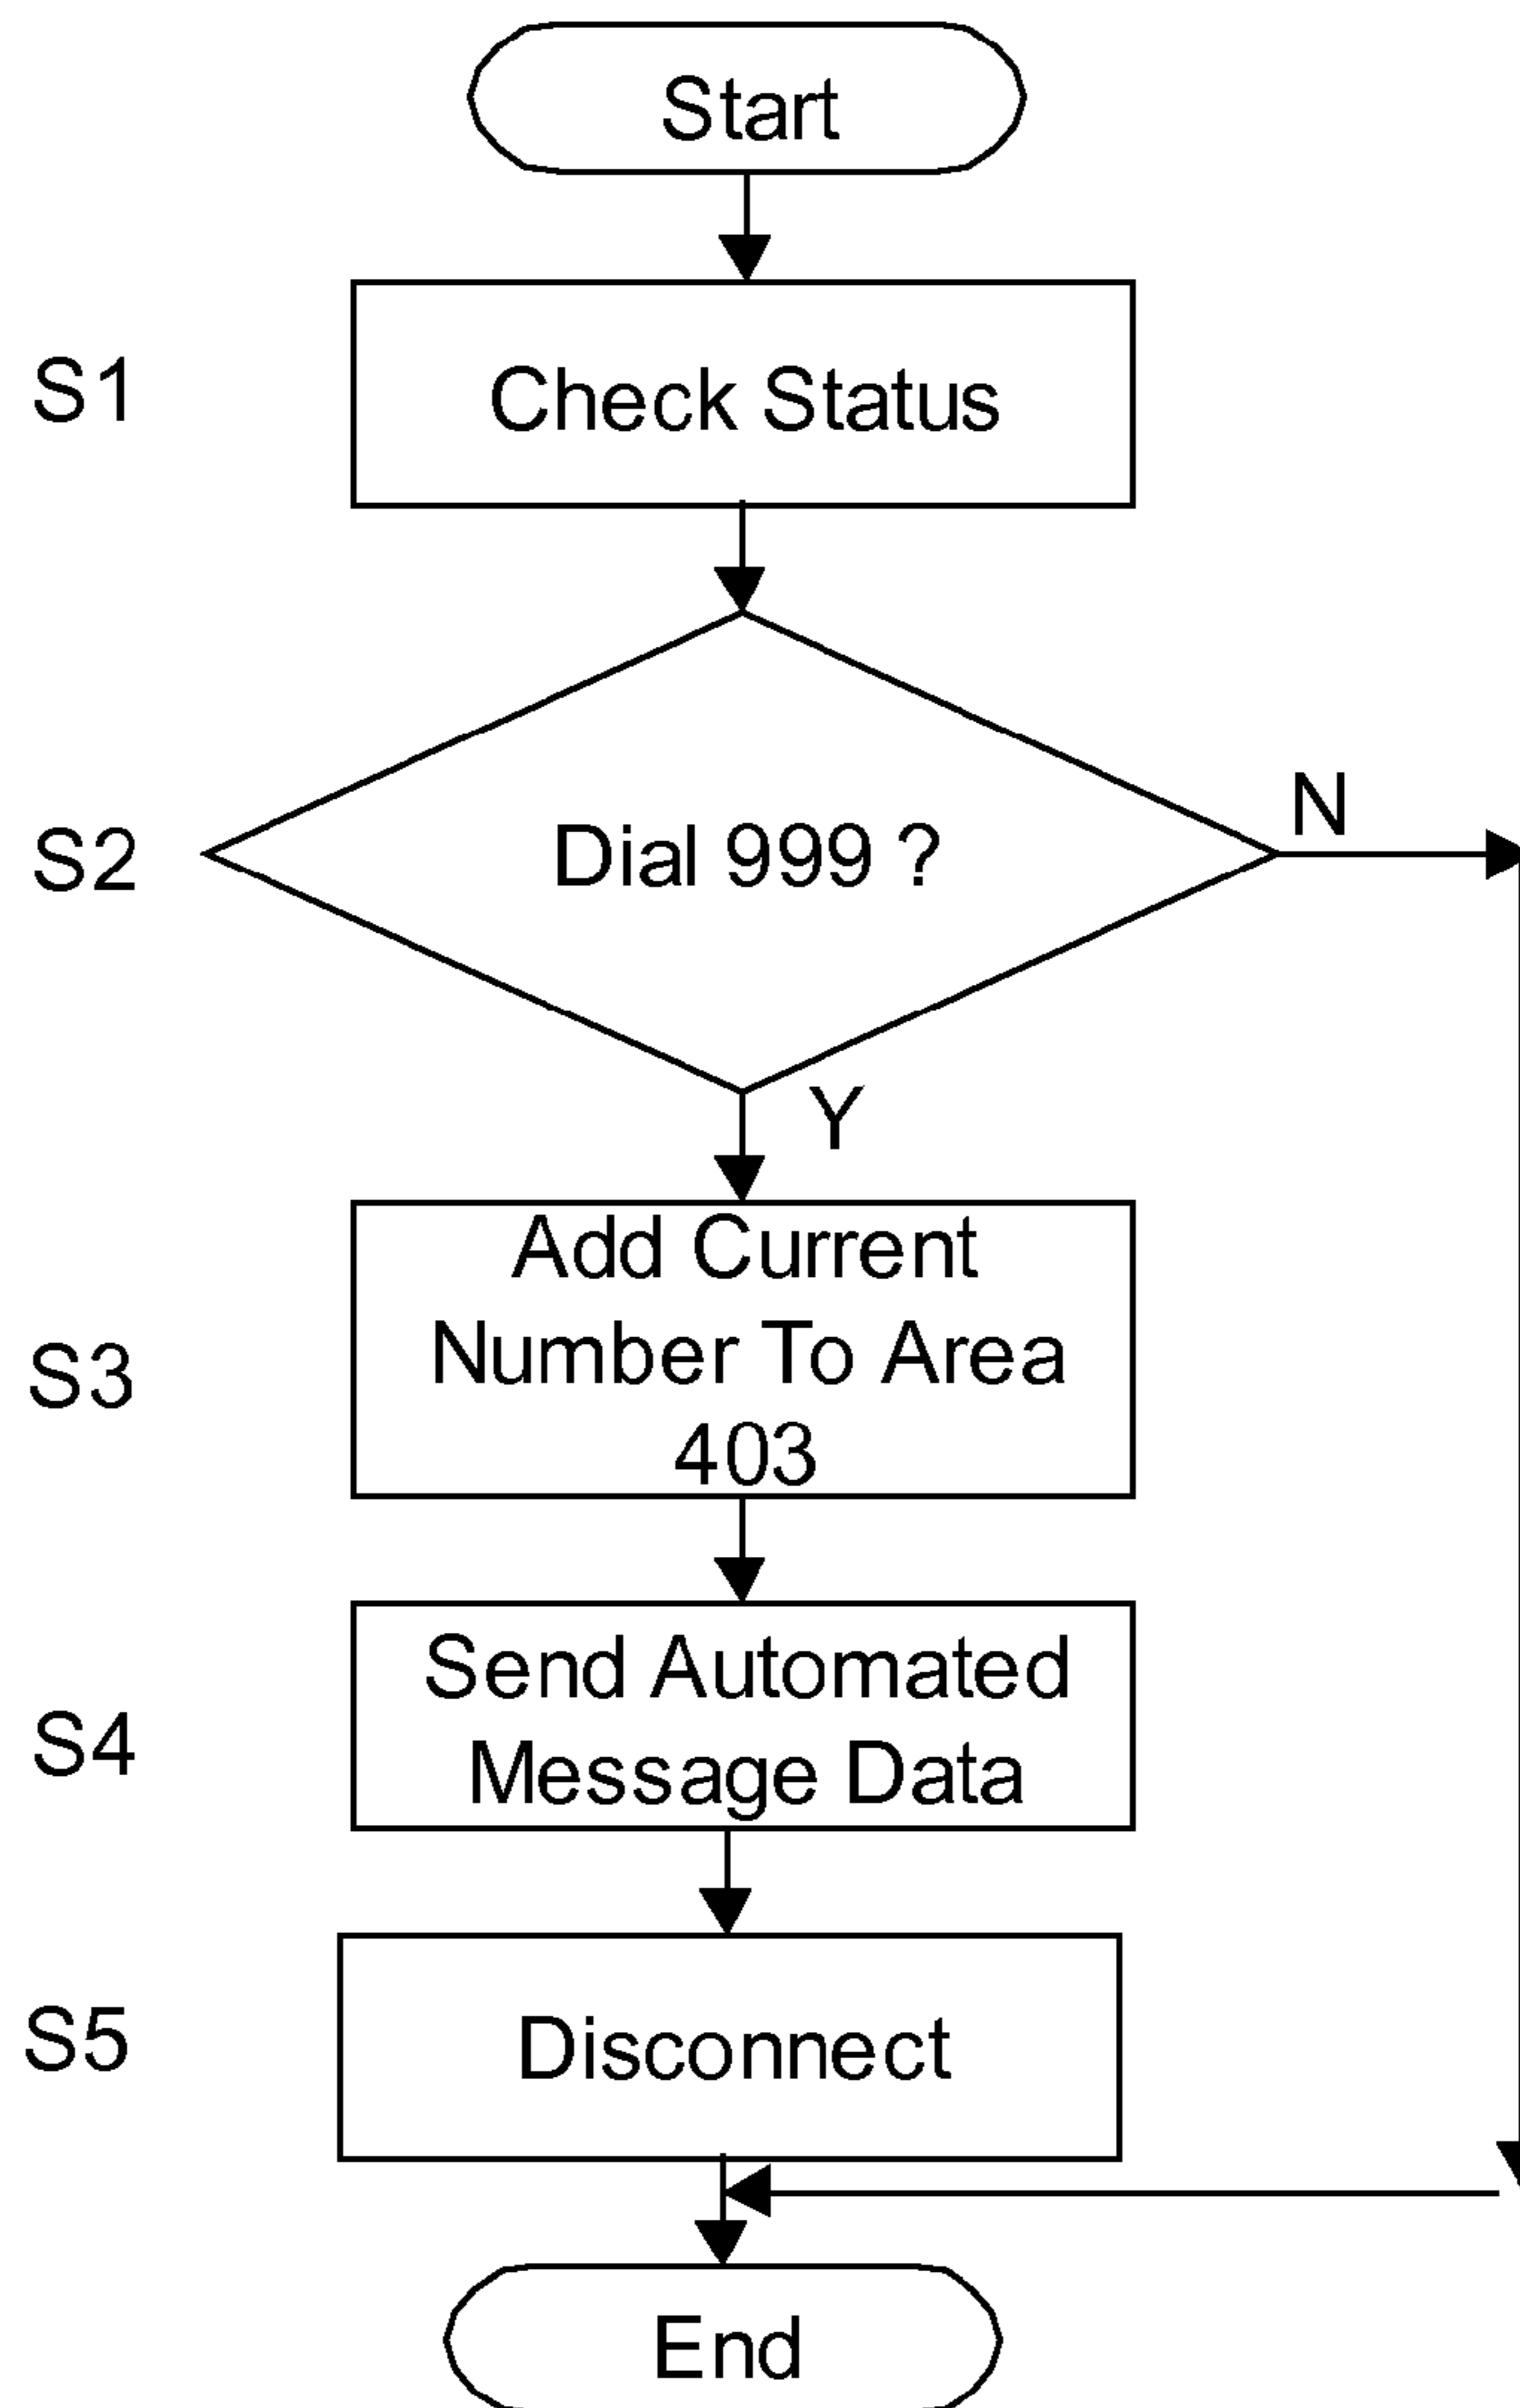 Start
S1
Check Status
S2
Dial 999 ?
N
Y
S3
Add Current
Number To Area
403
S4
Send Automated
Message Data
S5
Disconnect
End